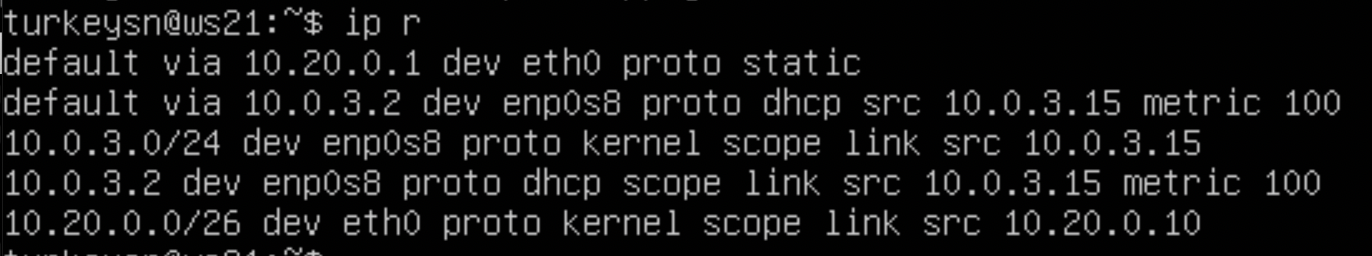 turkeysn@ws21:~$ ip r
default via 10.20.0.1 dev eth0 proto static
default via 10.0.3.2 dev enp0s8 proto dhcp src 10.0.3.15 metric 100
10.0.3.0/24 dev enp0s8 proto kernel scope link src 10.0.3.15
10.0.3.2 dev enp0s8 proto dhcp scope link src 10.0.3.15 metric 100
10.20.0.0/26 dev eth0 proto kernel scope link src 10.20.0.10